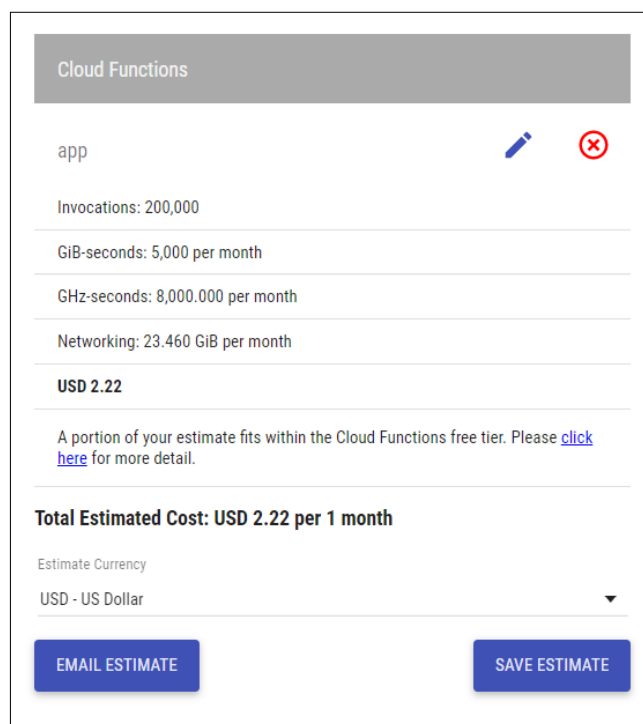 Cloud Functions
app
Invocations: 200,000
GiB-seconds: 5,000 per month
GHz-seconds: 8,000.000 per month
Networking: 23.460 GiB per month
USD 2.22
A portion of your estimate fits within the Cloud Functions free tier. Please click
here for more detail.
Total Estimated Cost: USD 2.22 per 1 month
Estimate Currency
USD - US Dollar
EMAIL ESTIMATE
SAVE ESTIMATE